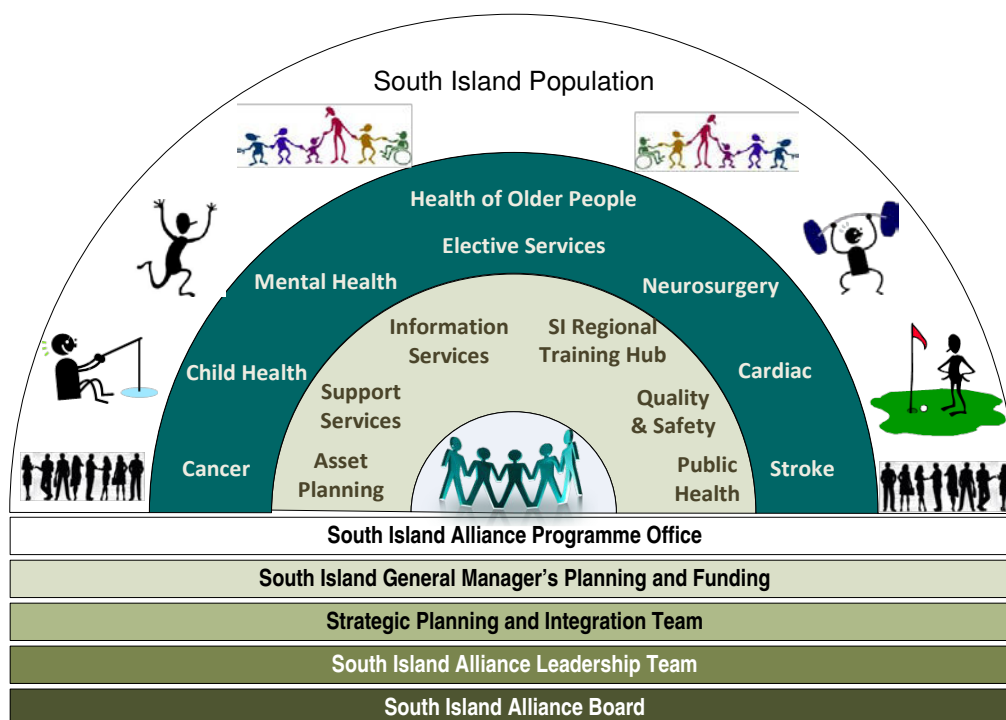 South Island Population
Health of Older People
Elective Services
Mental Health
Neurosurgery
Information
Services
SI Regional
Training Hub
Child Health
Cardiac
Support
Services
Quality
& Safety
Cancer
Asset
Planning
Public
Health
Stroke
South Island Alliance Programme Office
South Island General Manager's Planning and Funding
Strategic Planning and Integration Team
South Island Alliance Leadership Team
South Island Alliance Board